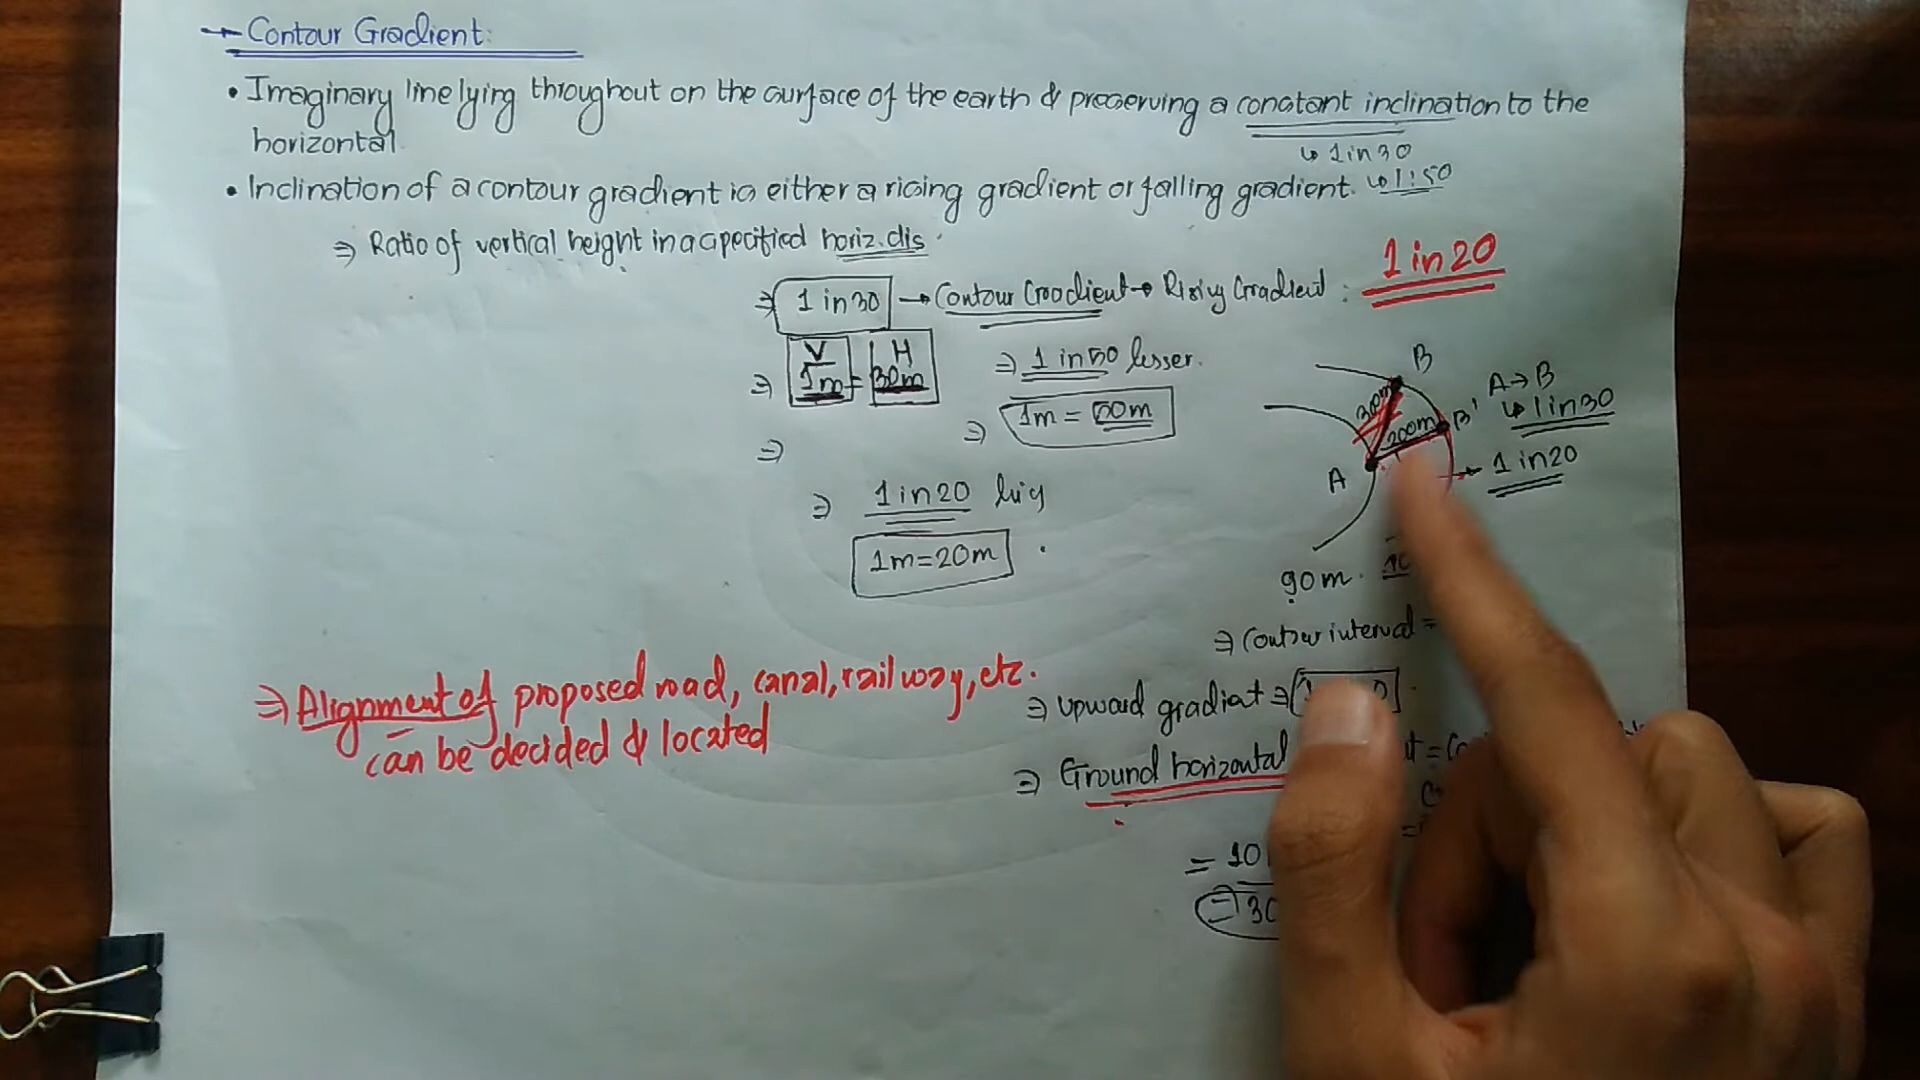 → Contour Gradient:
• Imaginary line lying throughout on the surface of the earth & preserving a constant inclination to the
horizontal
↳ 1 in 30
• Inclination of a contour gradient is either a rising gradient or falling gradient. ↳ 1:50
⇒ Ratio of vertical height in a specified horiz. dis.
1 in 20
⇒ 1 in 30 → Contour Gradient → Rising Gradient :
V H
⇒ 1m = 30m
⇒ 1 in 50 lesser.
⇒ 1m = 50m
⇒
⇒ 1 in 20 hig
1m = 20m
B
A → B
↳ 1 in 30
30m
200m
B'
→ 1 in 20
A
90m.
⇒ Contour interval =
⇒ Alignment of proposed road, canal, railway, etc.
can be decided & located
⇒ Upward gradient ⇒
⇒ Ground horizontal
= 10
= 30